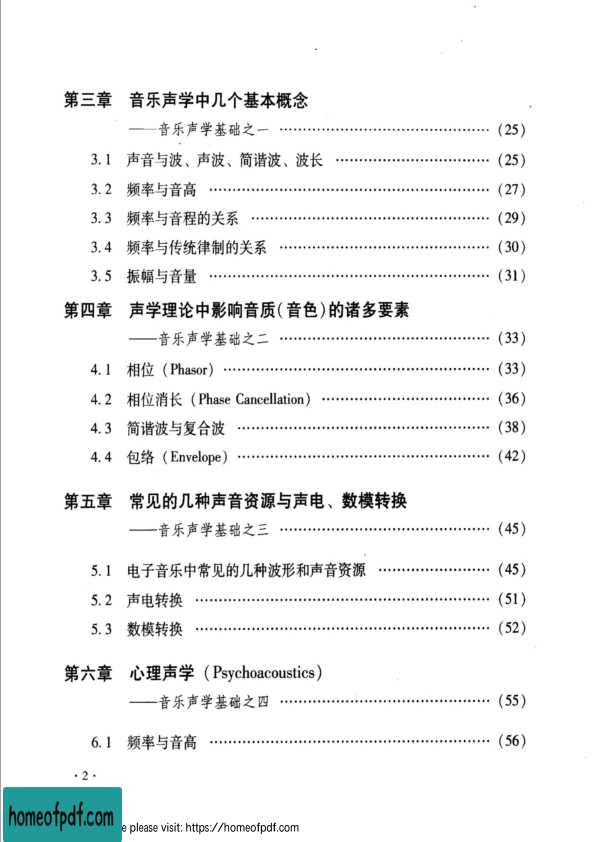 第三章 音乐声学中几个基本概念
——音乐声学基础之一 ………………………………… (25)
3.1 声音与波、声波、简谐波、波长 ………………………… (25)
3.2 频率与音高 ………………………………………… (27)
3.3 频率与音程的关系 ………………………………… (29)
3.4 频率与传统律制的关系 …………………………… (30)
3.5 振幅与音量 ………………………………………… (31)
第四章 声学理论中影响音质(音色)的诸多要素
——音乐声学基础之二 ………………………………… (33)
4.1 相位(Phasor) ……………………………………… (33)
4.2 相位消长(Phase Cancellation) …………………… (36)
4.3 简谐波与复合波 …………………………………… (38)
4.4 包络(Envelope) …………………………………… (42)
第五章 常见的几种声音资源与声电、数模转换
——音乐声学基础之三 ………………………………… (45)
5.1 电子音乐中常见的几种波形和声音资源 ……………… (45)
5.2 声电转换 …………………………………………… (51)
5.3 数模转换 …………………………………………… (52)
第六章 心理声学(Psychoacoustics)
——音乐声学基础之四 ………………………………… (55)
6.1 频率与音高 ………………………………………… (56)
·2·
homeofpdf.com
e please visit: https://homeofpdf.com